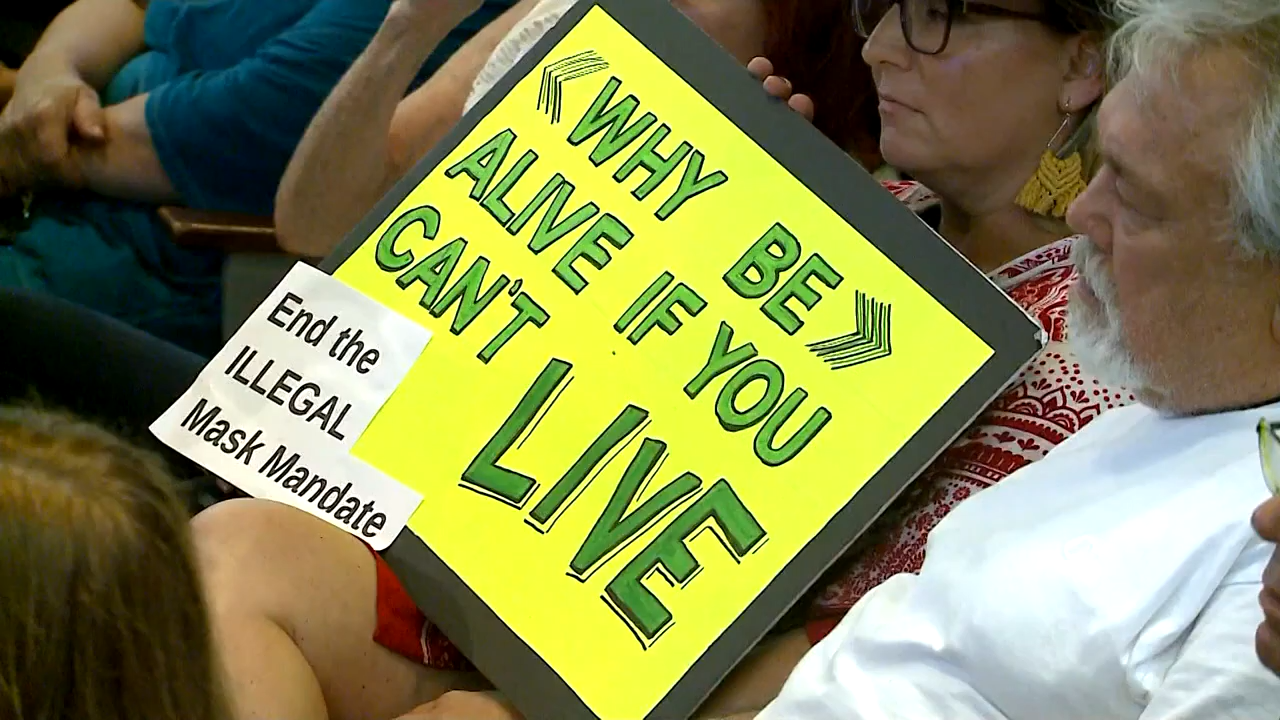 WHY BE
ALIVE IF YOU
CAN'T
LIVE
End the
ILLEGAL
Mask Mandate